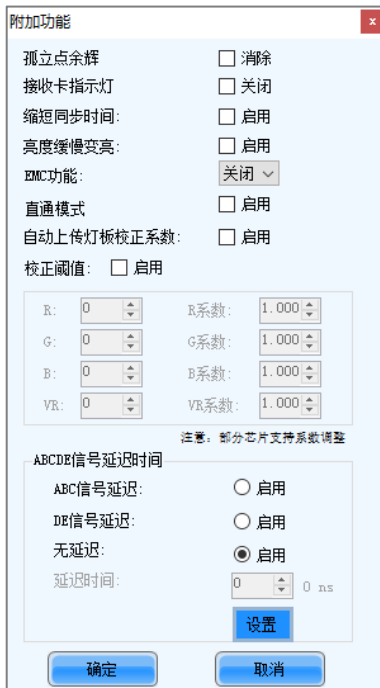 附加功能 x
孤立点余辉 消除
接收卡指示灯 关闭
缩短同步时间: 启用
亮度缓慢变亮: 启用
EMC功能: 关闭
直通模式 启用
自动上传灯板校正系数: 启用
校正阈值: 启用
R: 0 R系数: 1.000
G: 0 G系数: 1.000
B: 0 B系数: 1.000
VR: 0 VR系数: 1.000
注意：部分芯片支持系数调整
ABCDE信号延迟时间
ABC信号延迟: 启用
DE信号延迟: 启用
无延迟: 启用
延迟时间: 0 0 ns
设置
确定 取消